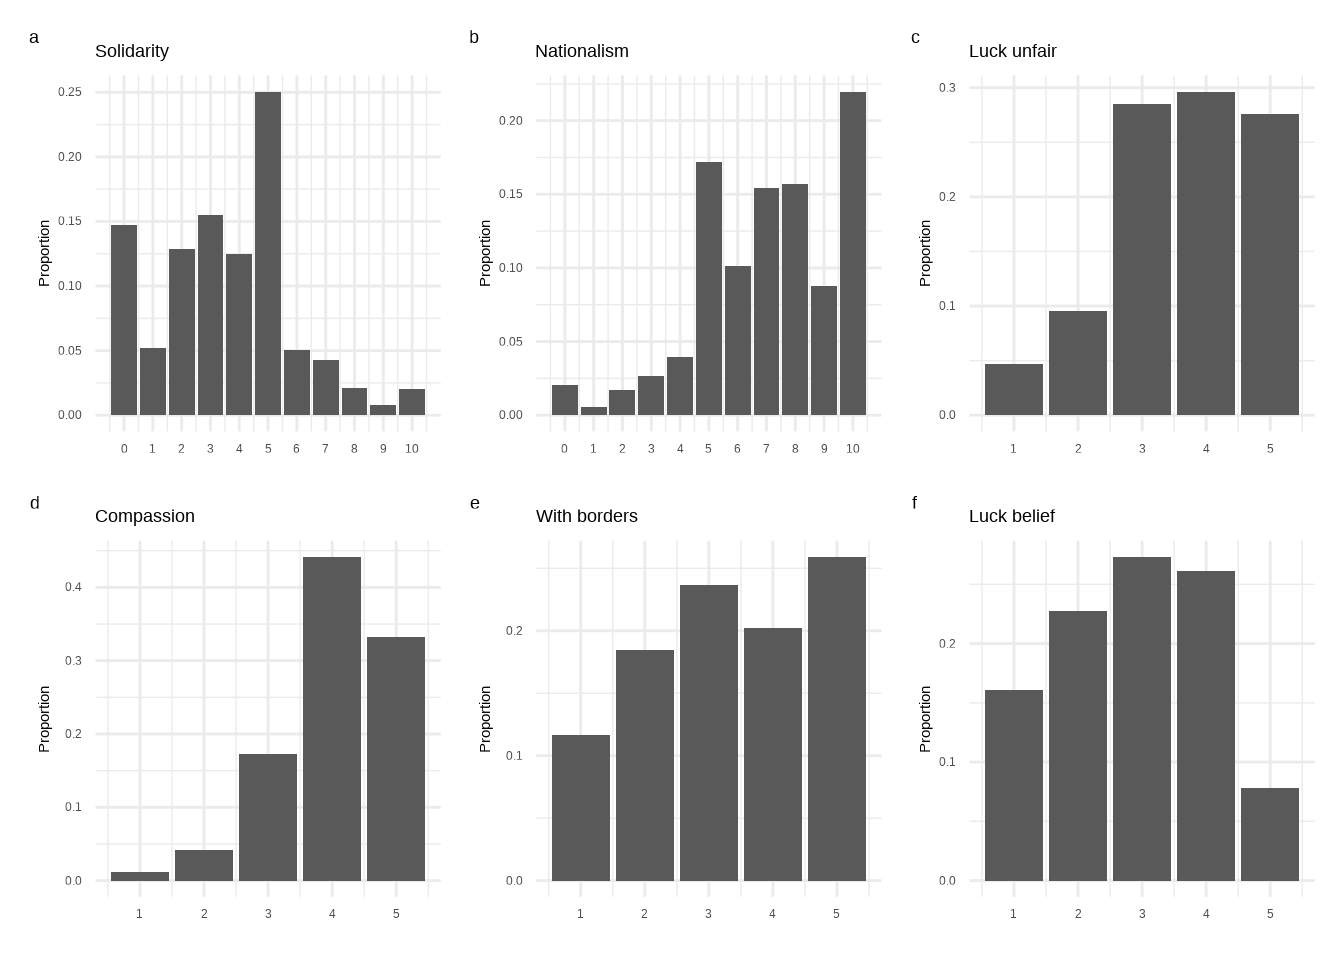 a
Solidarity
Proportion
0.25
0.20
0.15
0.10
0.05
0.00
0 1 2 3 4 5 6 7 8 9 10
b
Nationalism
Proportion
0.20
0.15
0.10
0.05
0.00
0 1 2 3 4 5 6 7 8 9 10
c
Luck unfair
Proportion
0.3
0.2
0.1
0.0
1 2 3 4 5
d
Compassion
Proportion
0.4
0.3
0.2
0.1
0.0
1 2 3 4 5
e
With borders
Proportion
0.2
0.1
0.0
1 2 3 4 5
f
Luck belief
Proportion
0.2
0.1
0.0
1 2 3 4 5